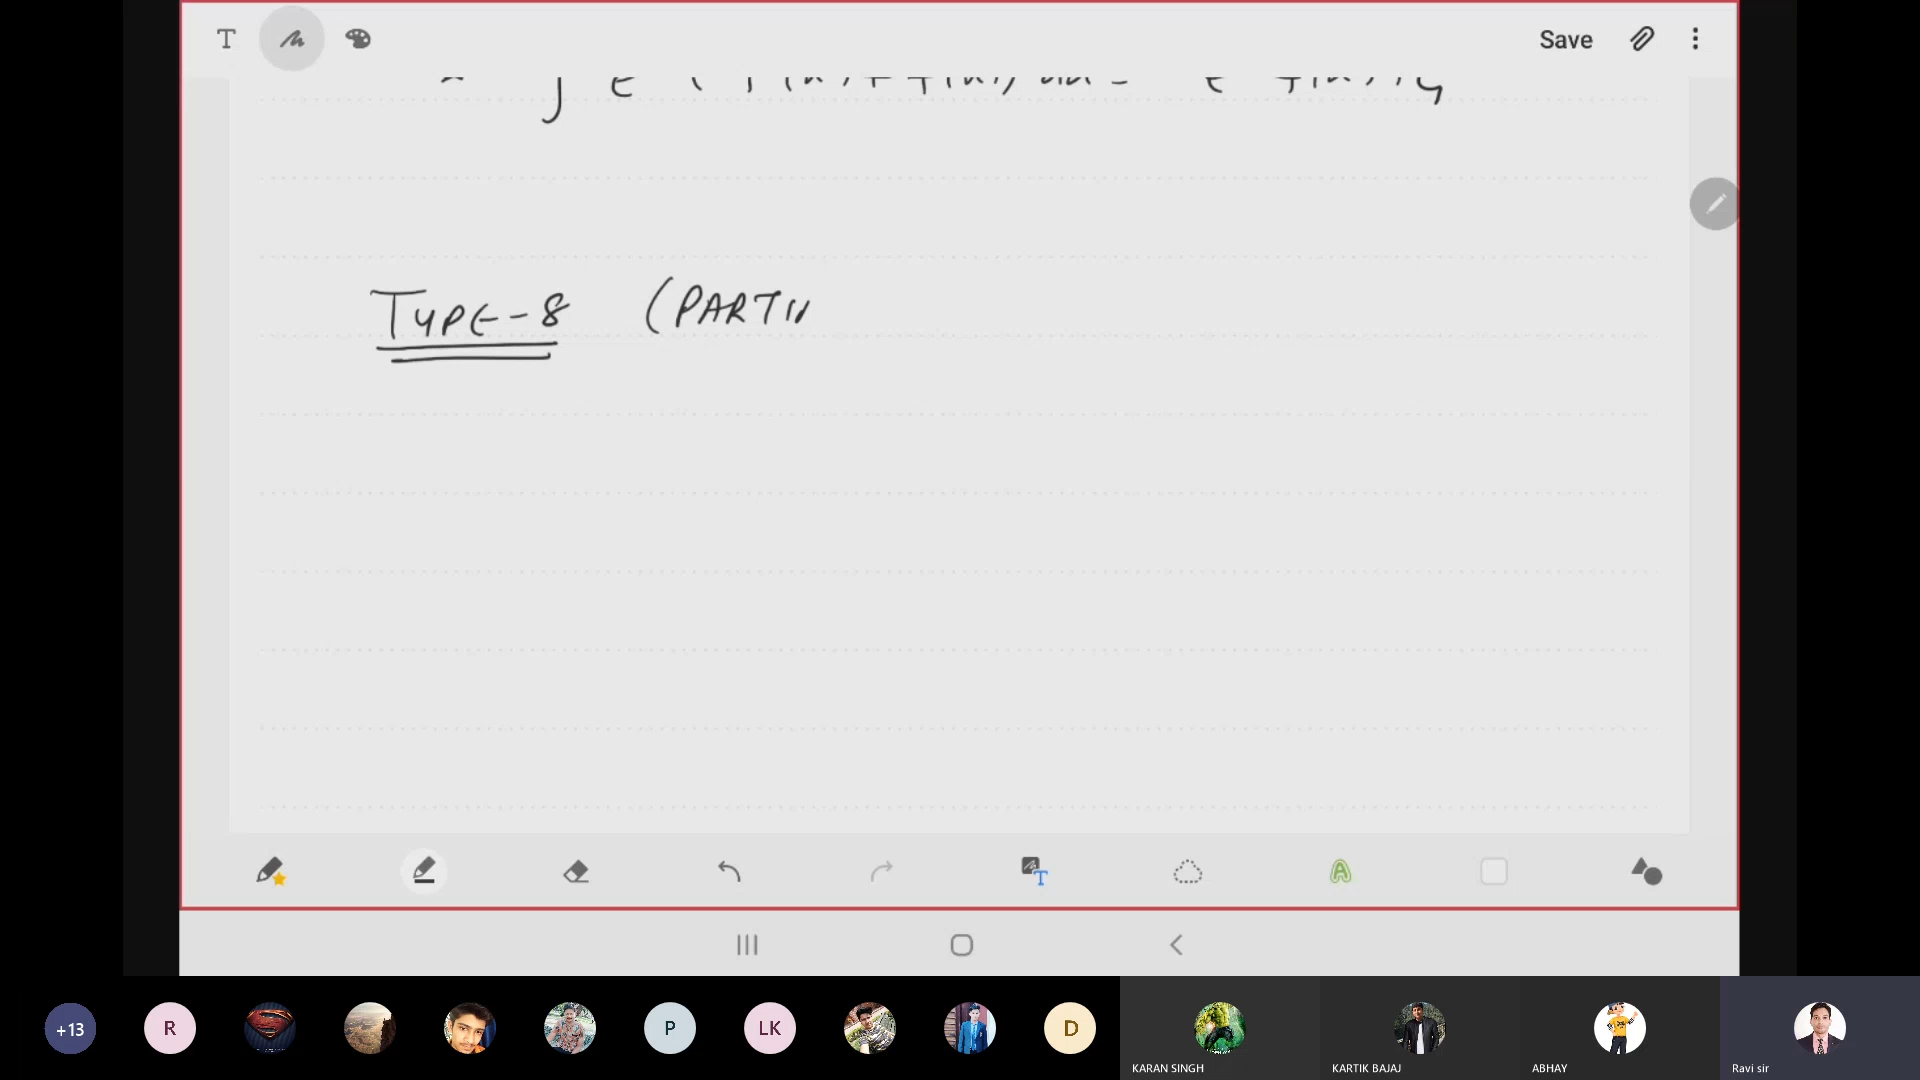 T Save
TYPE-8 (PARTI
T
A
+13 R P LK D
KARAN SINGH KARTIK BAJAJ ABHAY Ravi sir